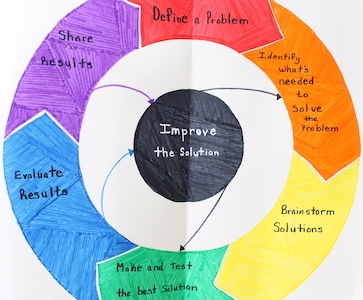 Define a Problem
Identify
what's
needed
to
Solve
the
Problem
Brainstorm
Solutions
Make and Test
the best Silution
Evaluate
Results
Share
Results
Improve
the Solution